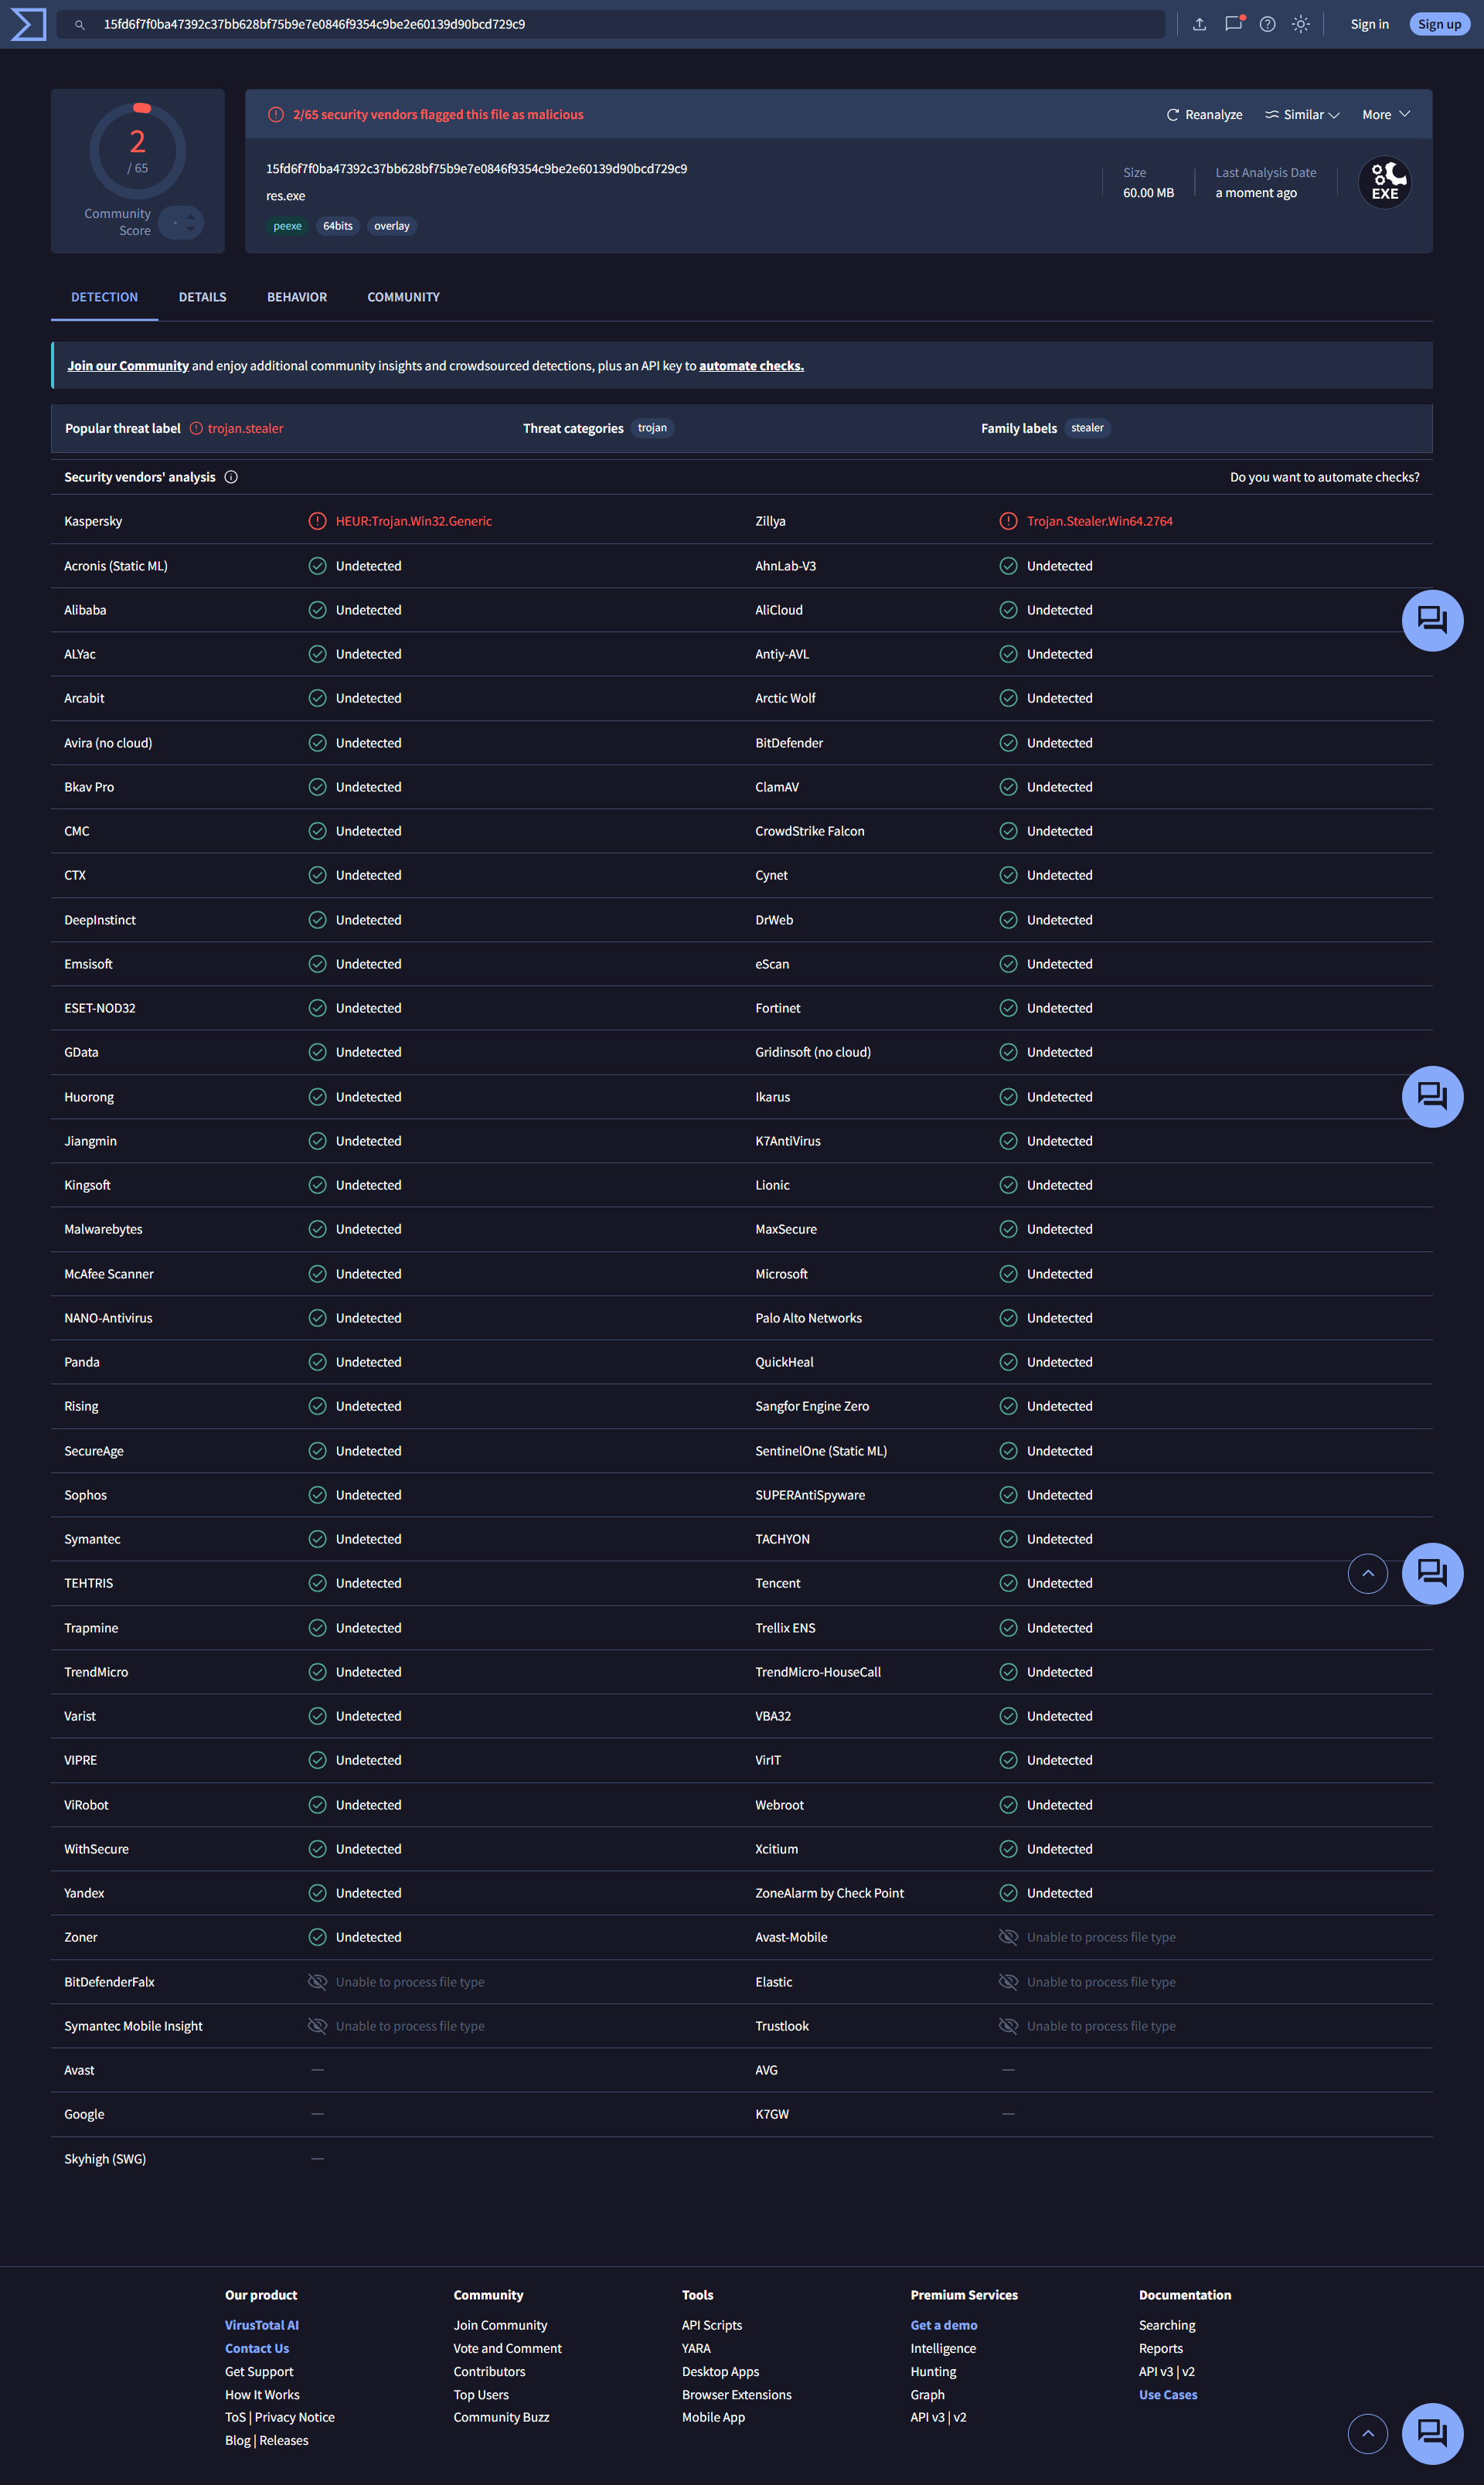 15fd6f7f0ba47392c37bb628bf75b9e7e0846f9354c9be2e60139d90bcd729c9
Sign in
Sign up
2
/ 65
Community Score
2/65 security vendors flagged this file as malicious
Reanalyze
Similar
More
15fd6f7f0ba47392c37bb628bf75b9e7e0846f9354c9be2e60139d90bcd729c9
res.exe
peexe 64bits overlay
Size
60.00 MB
Last Analysis Date
a moment ago
EXE
DETECTION DETAILS BEHAVIOR COMMUNITY
Join our Community and enjoy additional community insights and crowdsourced detections, plus an API key to automate checks.
Popular threat label trojan.stealer Threat categories trojan Family labels stealer
Security vendors' analysis Do you want to automate checks?
Kaspersky HEUR:Trojan.Win32.Generic Zillya Trojan.Stealer.Win64.2764
Acronis (Static ML) Undetected AhnLab-V3 Undetected
Alibaba Undetected AliCloud Undetected
ALYac Undetected Antiy-AVL Undetected
Arcabit Undetected Arctic Wolf Undetected
Avira (no cloud) Undetected BitDefender Undetected
Bkav Pro Undetected ClamAV Undetected
CMC Undetected CrowdStrike Falcon Undetected
CTX Undetected Cynet Undetected
DeepInstinct Undetected DrWeb Undetected
Emsisoft Undetected eScan Undetected
ESET-NOD32 Undetected Fortinet Undetected
GData Undetected Gridinsoft (no cloud) Undetected
Huorong Undetected Ikarus Undetected
Jiangmin Undetected K7AntiVirus Undetected
Kingsoft Undetected Lionic Undetected
Malwarebytes Undetected MaxSecure Undetected
McAfee Scanner Undetected Microsoft Undetected
NANO-Antivirus Undetected Palo Alto Networks Undetected
Panda Undetected QuickHeal Undetected
Rising Undetected Sangfor Engine Zero Undetected
SecureAge Undetected SentinelOne (Static ML) Undetected
Sophos Undetected SUPERAntiSpyware Undetected
Symantec Undetected TACHYON Undetected
TEHTRIS Undetected Tencent Undetected
Trapmine Undetected Trellix ENS Undetected
TrendMicro Undetected TrendMicro-HouseCall Undetected
Varist Undetected VBA32 Undetected
VIPRE Undetected VirIT Undetected
ViRobot Undetected Webroot Undetected
WithSecure Undetected Xcitium Undetected
Yandex Undetected ZoneAlarm by Check Point Undetected
Zoner Undetected Avast-Mobile Unable to process file type
BitDefenderFalx Unable to process file type Elastic Unable to process file type
Symantec Mobile Insight Unable to process file type Trustlook Unable to process file type
Avast — AVG —
Google — K7GW —
Skyhigh (SWG) —
Our product Community Tools Premium Services Documentation
VirusTotal AI Join Community API Scripts Get a demo Searching
Contact Us Vote and Comment YARA Intelligence Reports
Get Support Contributors Desktop Apps Hunting API v3 | v2
How It Works Top Users Browser Extensions Graph Use Cases
ToS | Privacy Notice Community Buzz Mobile App API v3 | v2
Blog | Releases